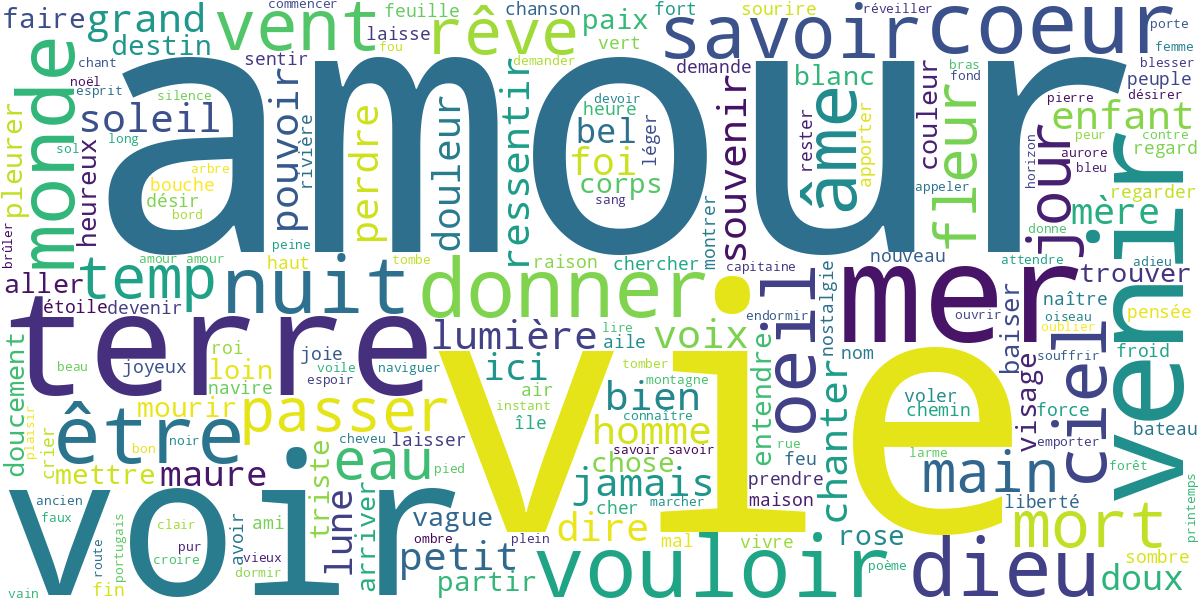 faire
grand
vent
feuille
commencer
laisse
fou
rêve
chanson
demander
paix
vert
fort
savoir
sourire
réveiller
coeur
porte
femme
blesser
peuple
désirer
destin
chant
noël
esprit
sentir
monde
soleil
silence
sol
long
pleurer
heureux
arbre
bouche
désir
bord
amour
pouvoir
rivière
perdre
douleur
ressentir
devoir
heure
bel
foi
léger
corps
sang
demande
souvenir
blanc
rester
âme
apporter
couleur
bras
fond
fleur
appeler
pierre
enfant
peur
contre
aurore
regard
bleu
horizon
jour
regarder
mère
venir
donne
attendre
adieu
brûler
peine
haut
amour amour
tombe
raison
chercher
montrer
capitaine
nouveau
trouver
aller
temp
nuit
donner
oeil
mer
étoile
devenir
terre
endormir
nostalgie
ouvrir
baiser
naître
oiseau
pensée
oublier
lumière
lire
aile
voix
roi
joie
loin
joyeux
espoir
voile
naviguer
navire
beau
doucement
vie
ici
tomber
montagne
air
instant
île
bien
connaître
entendre
nom
chanter
voler
chemin
visage
souffrir
ciel
froid
force
bateau
plaisir
crier
être
mourir
passer
bon
noir
cheveu
laisser
homme
savoir savoir
rue
feu
larme
emporter
forêt
mettre
maure
triste
eau
pied
chose
jamais
cher
marcher
prendre
maison
main
liberté
printemps
voir
ancien
faux
clair
pur
croire
route
portugais
avoir
ami
vieux
dormir
lune
arriver
vague
ombre
plein
petit
dire
mal
vivre
rose
mort
sombre
vain
fin
partir
vouloir
poème
dieu
doux